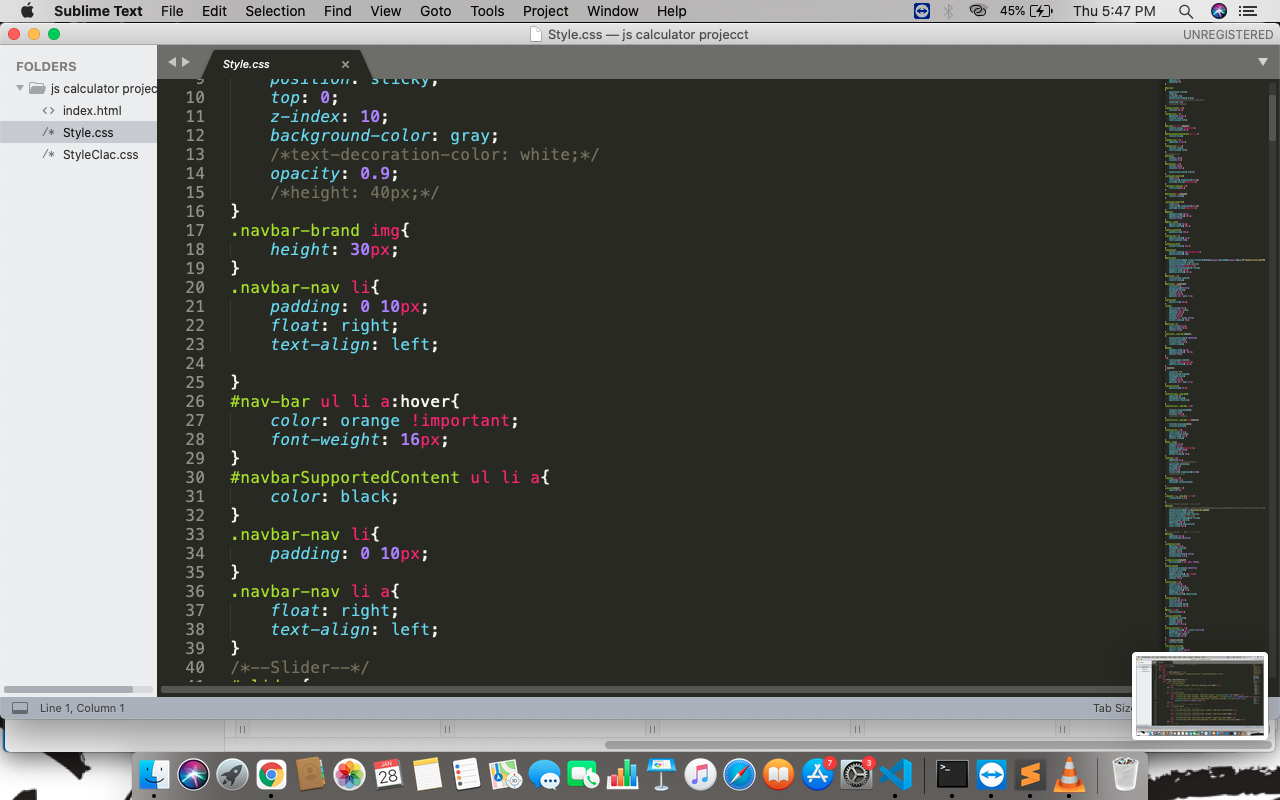 Sublime Text File Edit Selection Find View Goto Tools Project Window Help 45% Thu 5:47 PM
Style.css — js calculator projecct UNREGISTERED
FOLDERS
js calculator projec
<> index.html
/* Style.css
/* StyleClac.css
Style.css ×
9 position: sticky;
10 top: 0;
11 z-index: 10;
12 background-color: gray;
13 /*text-decoration-color: white;*/
14 opacity: 0.9;
15 /*height: 40px;*/
16 }
17 .navbar-brand img{
18 height: 30px;
19 }
20 .navbar-nav li{
21 padding: 0 10px;
22 float: right;
23 text-align: left;
24
25 }
26 #nav-bar ul li a:hover{
27 color: orange !important;
28 font-weight: 16px;
29 }
30 #navbarSupportedContent ul li a{
31 color: black;
32 }
33 .navbar-nav li{
34 padding: 0 10px;
35 }
36 .navbar-nav li a{
37 float: right;
38 text-align: left;
39 }
40 /*--Slider--*/
Line 1, Column 1 Tab Siz
JAN
28
7
3